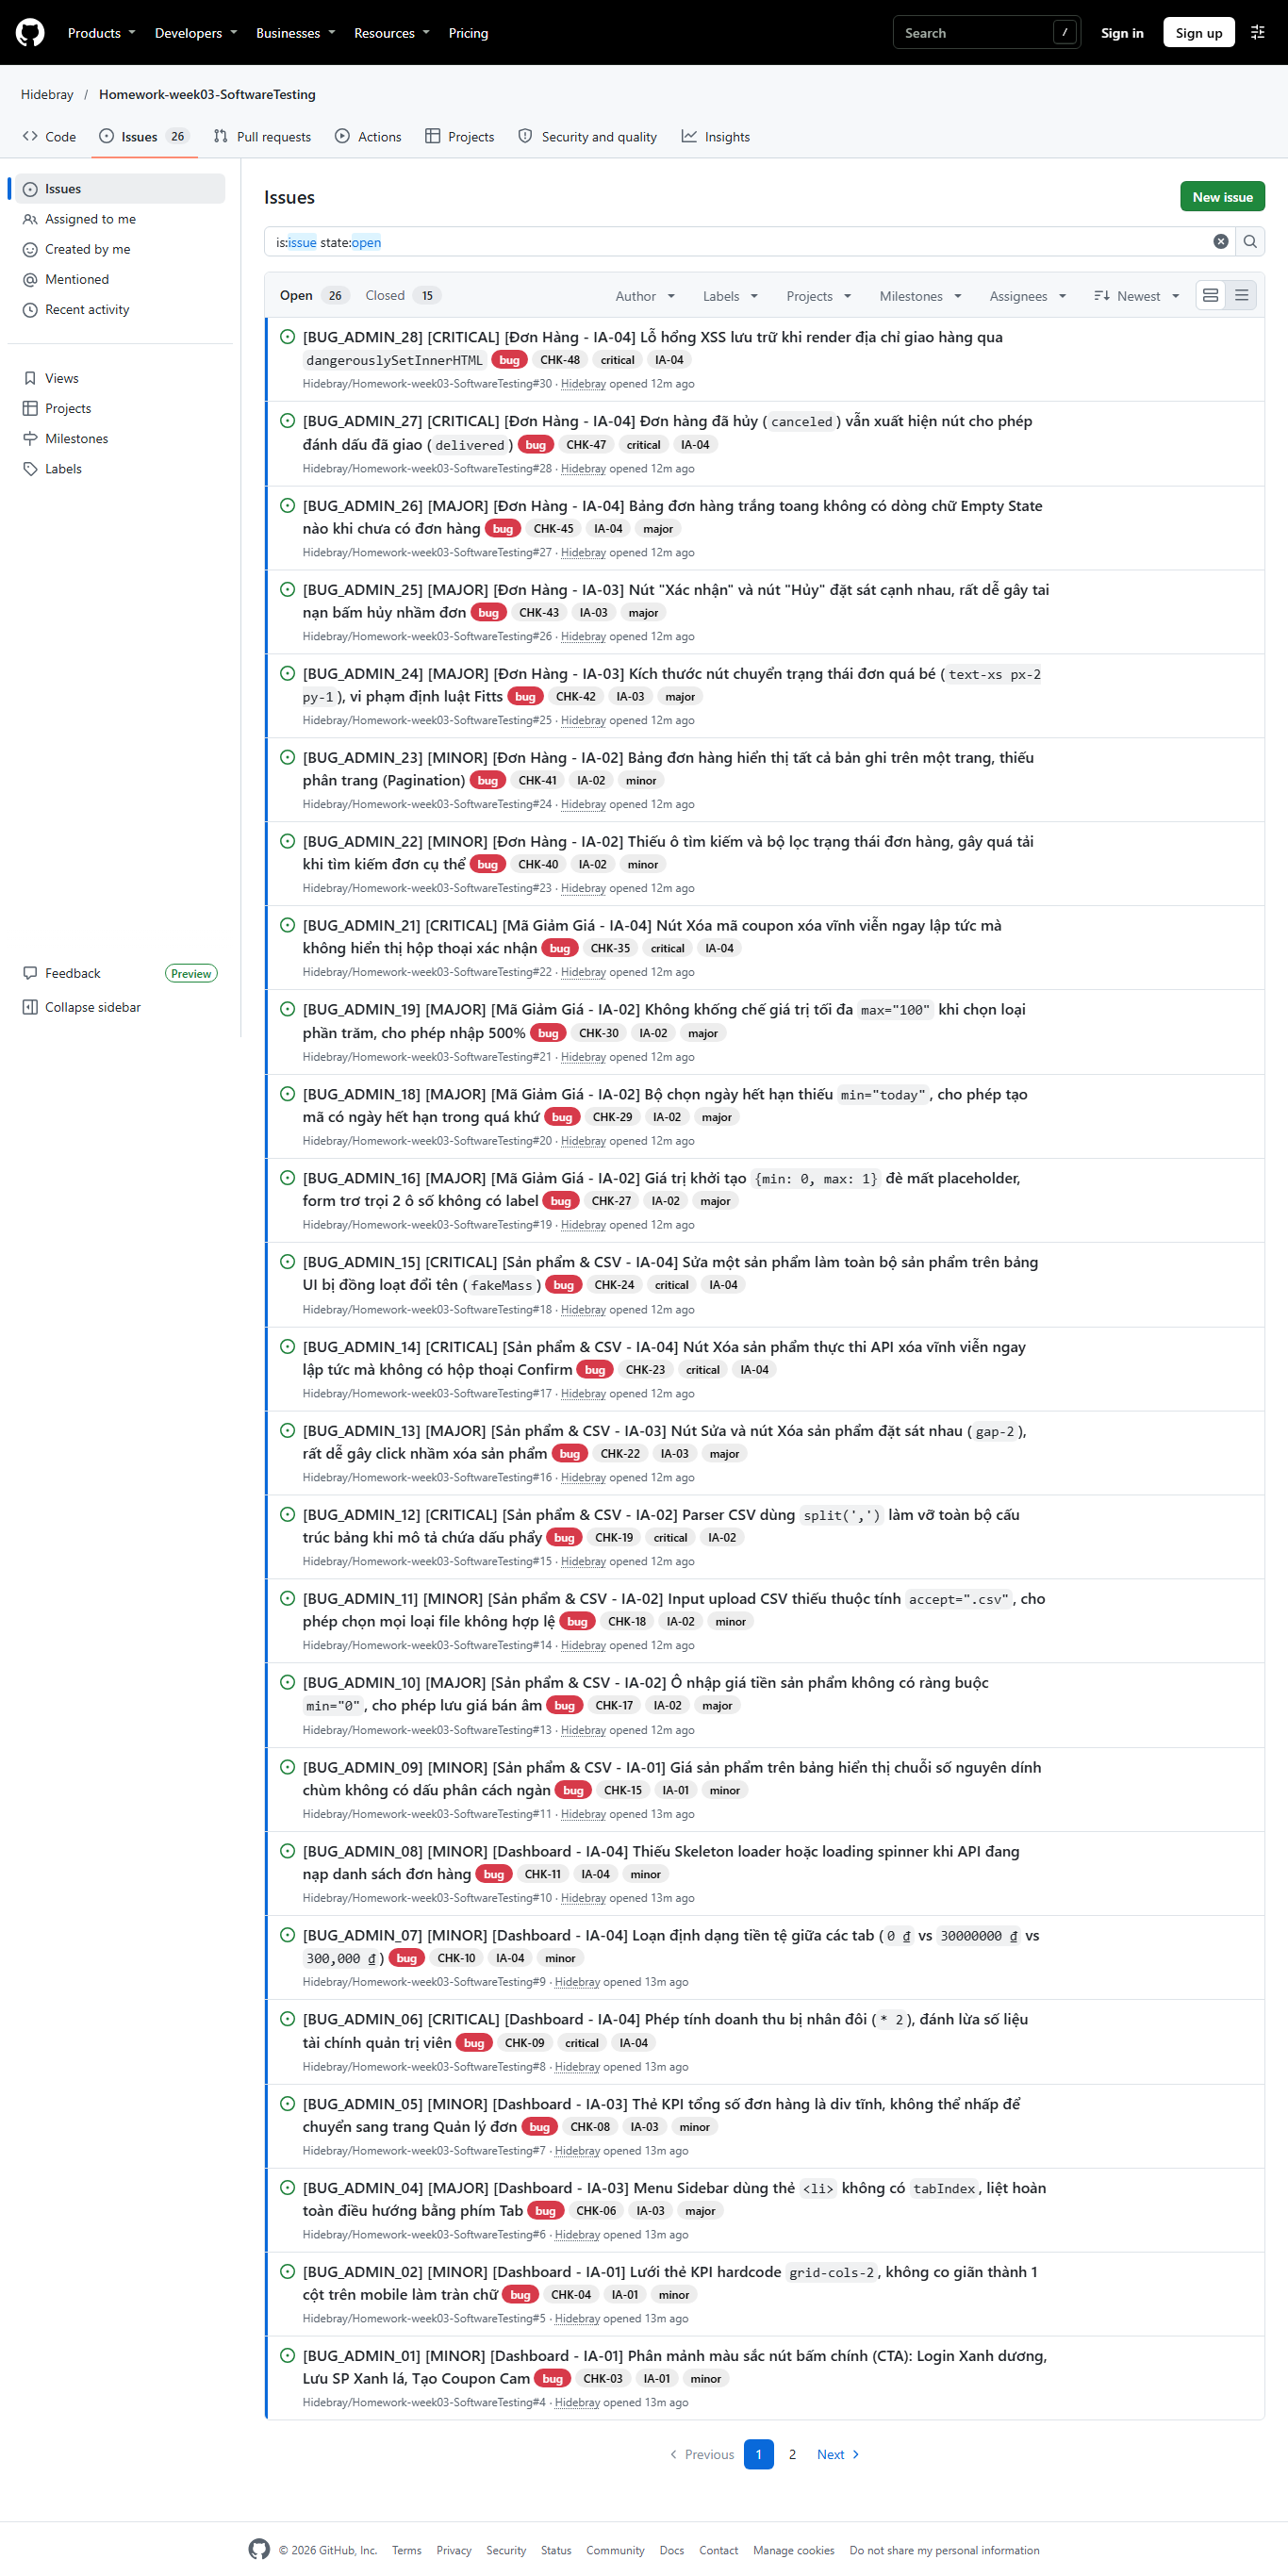 Products Developers Businesses Resources Pricing Search / Sign in Sign up
Hidebray / Homework-week03-SoftwareTesting
Code Issues 26 Pull requests Actions Projects Security and quality Insights
Issues
Assigned to me
Created by me
Mentioned
Recent activity
Views
Projects
Milestones
Labels
Feedback Preview
Collapse sidebar
Issues New issue
is:issue state:open
Open 26 Closed 15 Author Labels Projects Milestones Assignees Newest
[BUG_ADMIN_28] [CRITICAL] [Đơn Hàng - IA-04] Lỗ hổng XSS lưu trữ khi render địa chỉ giao hàng qua
dangerouslySetInnerHTML bug CHK-48 critical IA-04
Hidebray/Homework-week03-SoftwareTesting#30 · Hidebray opened 12m ago
[BUG_ADMIN_27] [CRITICAL] [Đơn Hàng - IA-04] Đơn hàng đã hủy (canceled) vẫn xuất hiện nút cho phép
đánh dấu đã giao (delivered) bug CHK-47 critical IA-04
Hidebray/Homework-week03-SoftwareTesting#28 · Hidebray opened 12m ago
[BUG_ADMIN_26] [MAJOR] [Đơn Hàng - IA-04] Bảng đơn hàng trắng toang không có dòng chữ Empty State
nào khi chưa có đơn hàng bug CHK-45 IA-04 major
Hidebray/Homework-week03-SoftwareTesting#27 · Hidebray opened 12m ago
[BUG_ADMIN_25] [MAJOR] [Đơn Hàng - IA-03] Nút "Xác nhận" và nút "Hủy" đặt sát cạnh nhau, rất dễ gây tai
nạn bấm hủy nhầm đơn bug CHK-43 IA-03 major
Hidebray/Homework-week03-SoftwareTesting#26 · Hidebray opened 12m ago
[BUG_ADMIN_24] [MAJOR] [Đơn Hàng - IA-03] Kích thước nút chuyển trạng thái đơn quá bé (text-xs px-2
py-1), vi phạm định luật Fitts bug CHK-42 IA-03 major
Hidebray/Homework-week03-SoftwareTesting#25 · Hidebray opened 12m ago
[BUG_ADMIN_23] [MINOR] [Đơn Hàng - IA-02] Bảng đơn hàng hiển thị tất cả bản ghi trên một trang, thiếu
phân trang (Pagination) bug CHK-41 IA-02 minor
Hidebray/Homework-week03-SoftwareTesting#24 · Hidebray opened 12m ago
[BUG_ADMIN_22] [MINOR] [Đơn Hàng - IA-02] Thiếu ô tìm kiếm và bộ lọc trạng thái đơn hàng, gây quá tải
khi tìm kiếm đơn cụ thể bug CHK-40 IA-02 minor
Hidebray/Homework-week03-SoftwareTesting#23 · Hidebray opened 12m ago
[BUG_ADMIN_21] [CRITICAL] [Mã Giảm Giá - IA-04] Nút Xóa mã coupon xóa vĩnh viễn ngay lập tức mà
không hiển thị hộp thoại xác nhận bug CHK-35 critical IA-04
Hidebray/Homework-week03-SoftwareTesting#22 · Hidebray opened 12m ago
[BUG_ADMIN_19] [MAJOR] [Mã Giảm Giá - IA-02] Không khống chế giá trị tối đa max="100" khi chọn loại
phần trăm, cho phép nhập 500% bug CHK-30 IA-02 major
Hidebray/Homework-week03-SoftwareTesting#21 · Hidebray opened 12m ago
[BUG_ADMIN_18] [MAJOR] [Mã Giảm Giá - IA-02] Bộ chọn ngày hết hạn thiếu min="today", cho phép tạo
mã có ngày hết hạn trong quá khứ bug CHK-29 IA-02 major
Hidebray/Homework-week03-SoftwareTesting#20 · Hidebray opened 12m ago
[BUG_ADMIN_16] [MAJOR] [Mã Giảm Giá - IA-02] Giá trị khởi tạo {min: 0, max: 1} đè mất placeholder,
form trơ trọi 2 ô số không có label bug CHK-27 IA-02 major
Hidebray/Homework-week03-SoftwareTesting#19 · Hidebray opened 12m ago
[BUG_ADMIN_15] [CRITICAL] [Sản phẩm & CSV - IA-04] Sửa một sản phẩm làm toàn bộ sản phẩm trên bảng
UI bị đồng loạt đổi tên (fakeMass) bug CHK-24 critical IA-04
Hidebray/Homework-week03-SoftwareTesting#18 · Hidebray opened 12m ago
[BUG_ADMIN_14] [CRITICAL] [Sản phẩm & CSV - IA-04] Nút Xóa sản phẩm thực thi API xóa vĩnh viễn ngay
lập tức mà không có hộp thoại Confirm bug CHK-23 critical IA-04
Hidebray/Homework-week03-SoftwareTesting#17 · Hidebray opened 12m ago
[BUG_ADMIN_13] [MAJOR] [Sản phẩm & CSV - IA-03] Nút Sửa và nút Xóa sản phẩm đặt sát nhau (gap-2),
rất dễ gây click nhầm xóa sản phẩm bug CHK-22 IA-03 major
Hidebray/Homework-week03-SoftwareTesting#16 · Hidebray opened 12m ago
[BUG_ADMIN_12] [CRITICAL] [Sản phẩm & CSV - IA-02] Parser CSV dùng split(',') làm vỡ toàn bộ cấu
trúc bảng khi mô tả chứa dấu phẩy bug CHK-19 critical IA-02
Hidebray/Homework-week03-SoftwareTesting#15 · Hidebray opened 12m ago
[BUG_ADMIN_11] [MINOR] [Sản phẩm & CSV - IA-02] Input upload CSV thiếu thuộc tính accept=".csv", cho
phép chọn mọi loại file không hợp lệ bug CHK-18 IA-02 minor
Hidebray/Homework-week03-SoftwareTesting#14 · Hidebray opened 12m ago
[BUG_ADMIN_10] [MAJOR] [Sản phẩm & CSV - IA-02] Ô nhập giá tiền sản phẩm không có ràng buộc
min="0", cho phép lưu giá bán âm bug CHK-17 IA-02 major
Hidebray/Homework-week03-SoftwareTesting#13 · Hidebray opened 12m ago
[BUG_ADMIN_09] [MINOR] [Sản phẩm & CSV - IA-01] Giá sản phẩm trên bảng hiển thị chuỗi số nguyên dính
chùm không có dấu phân cách ngàn bug CHK-15 IA-01 minor
Hidebray/Homework-week03-SoftwareTesting#11 · Hidebray opened 13m ago
[BUG_ADMIN_08] [MINOR] [Dashboard - IA-04] Thiếu Skeleton loader hoặc loading spinner khi API đang
nạp danh sách đơn hàng bug CHK-11 IA-04 minor
Hidebray/Homework-week03-SoftwareTesting#10 · Hidebray opened 13m ago
[BUG_ADMIN_07] [MINOR] [Dashboard - IA-04] Loạn định dạng tiền tệ giữa các tab (0 ₫ vs 30000000 ₫ vs
300,000 ₫) bug CHK-10 IA-04 minor
Hidebray/Homework-week03-SoftwareTesting#9 · Hidebray opened 13m ago
[BUG_ADMIN_06] [CRITICAL] [Dashboard - IA-04] Phép tính doanh thu bị nhân đôi (* 2), đánh lừa số liệu
tài chính quản trị viên bug CHK-09 critical IA-04
Hidebray/Homework-week03-SoftwareTesting#8 · Hidebray opened 13m ago
[BUG_ADMIN_05] [MINOR] [Dashboard - IA-03] Thẻ KPI tổng số đơn hàng là div tĩnh, không thể nhấp để
chuyển sang trang Quản lý đơn bug CHK-08 IA-03 minor
Hidebray/Homework-week03-SoftwareTesting#7 · Hidebray opened 13m ago
[BUG_ADMIN_04] [MAJOR] [Dashboard - IA-03] Menu Sidebar dùng thẻ <li> không có tabIndex, liệt hoàn
toàn điều hướng bằng phím Tab bug CHK-06 IA-03 major
Hidebray/Homework-week03-SoftwareTesting#6 · Hidebray opened 13m ago
[BUG_ADMIN_02] [MINOR] [Dashboard - IA-01] Lưới thẻ KPI hardcode grid-cols-2, không co giãn thành 1
cột trên mobile làm tràn chữ bug CHK-04 IA-01 minor
Hidebray/Homework-week03-SoftwareTesting#5 · Hidebray opened 13m ago
[BUG_ADMIN_01] [MINOR] [Dashboard - IA-01] Phân mảnh màu sắc nút bấm chính (CTA): Login Xanh dương,
Lưu SP Xanh lá, Tạo Coupon Cam bug CHK-03 IA-01 minor
Hidebray/Homework-week03-SoftwareTesting#4 · Hidebray opened 13m ago
Previous 1 2 Next
© 2026 GitHub, Inc. Terms Privacy Security Status Community Docs Contact Manage cookies Do not share my personal information